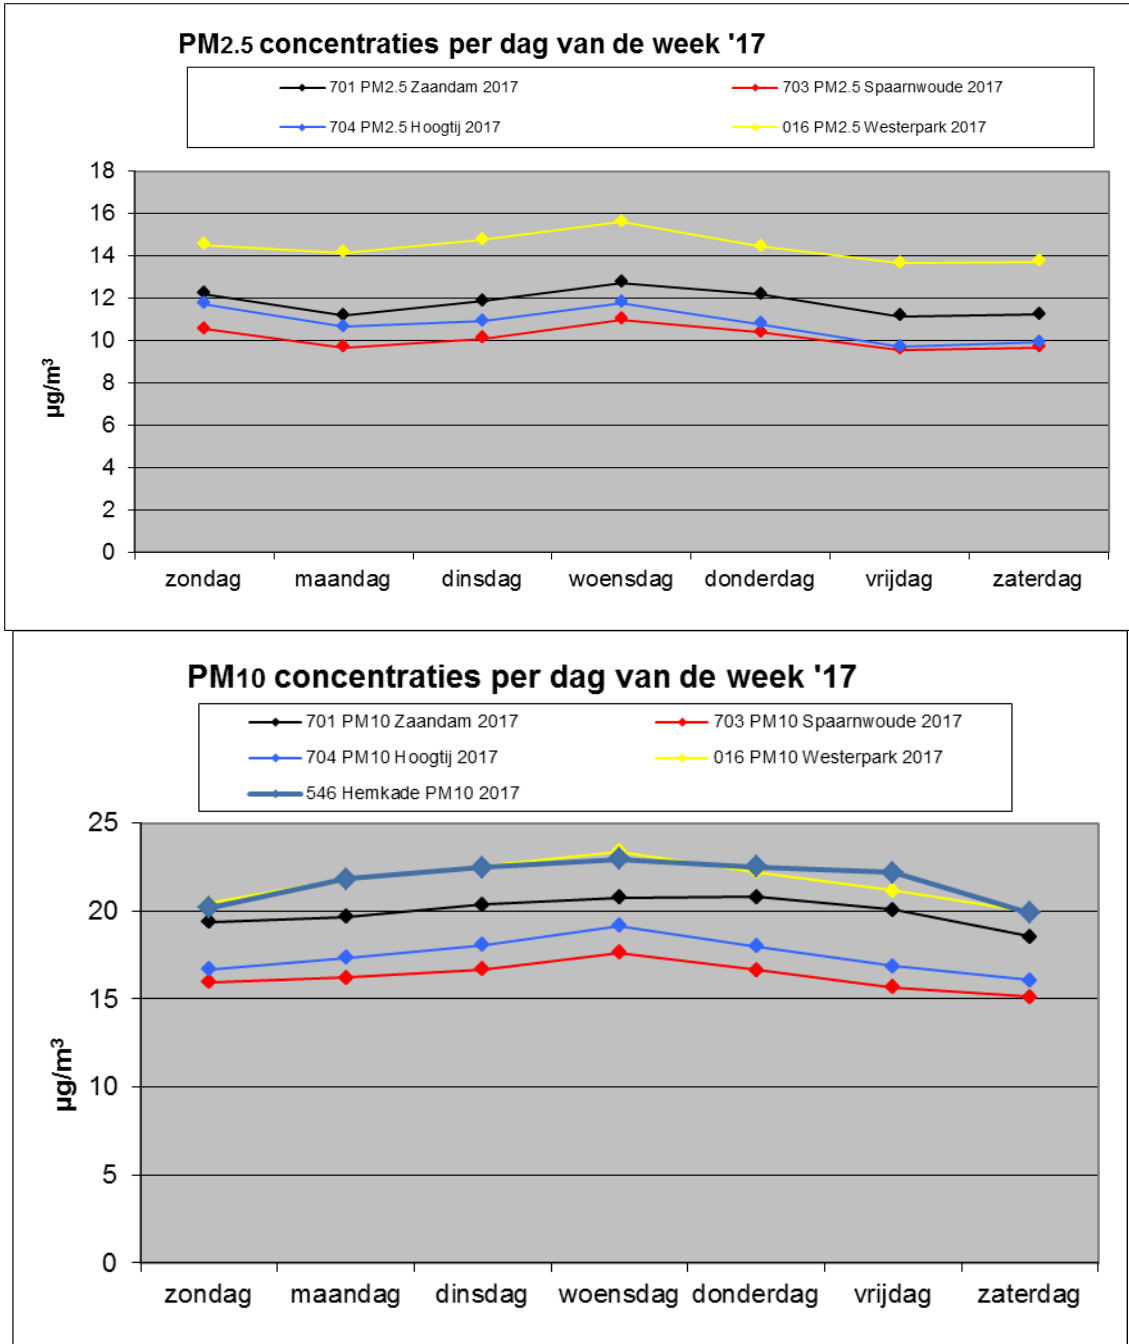 PM2.5 concentraties per dag van de week '17
701 PM2.5 Zaandam 2017
703 PM2.5 Spaarnwoude 2017
704 PM2.5 Hoogtij 2017
016 PM2.5 Westerpark 2017
18
16
14
12
10
8
6
4
2
0
µg/m³
zondag maandag dinsdag woensdag donderdag vrijdag zaterdag
PM10 concentraties per dag van de week '17
701 PM10 Zaandam 2017
703 PM10 Spaarnwoude 2017
704 PM10 Hoogtij 2017
016 PM10 Westerpark 2017
546 Hemkade PM10 2017
25
20
15
10
5
0
µg/m³
zondag maandag dinsdag woensdag donderdag vrijdag zaterdag